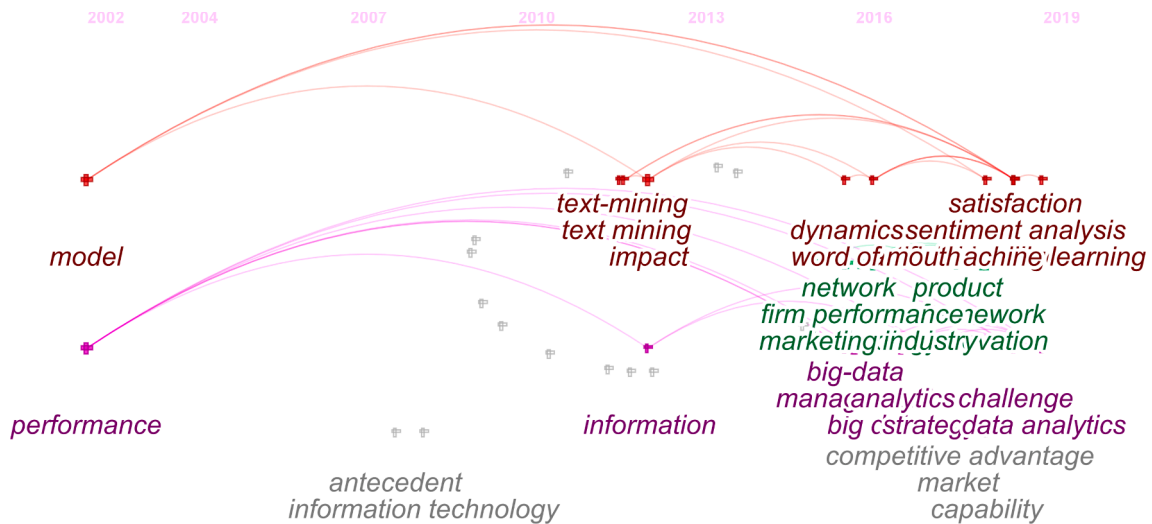 2002 2004 2007 2010 2013 2016 2019
text-mining satisfaction
text mining dynamics sentiment analysis
model impact word of mouth learning
network product
firm performance
marketing industry
big-data
analytics challenge
performance information big data analytics
competitive advantage
antecedent market
information technology capability